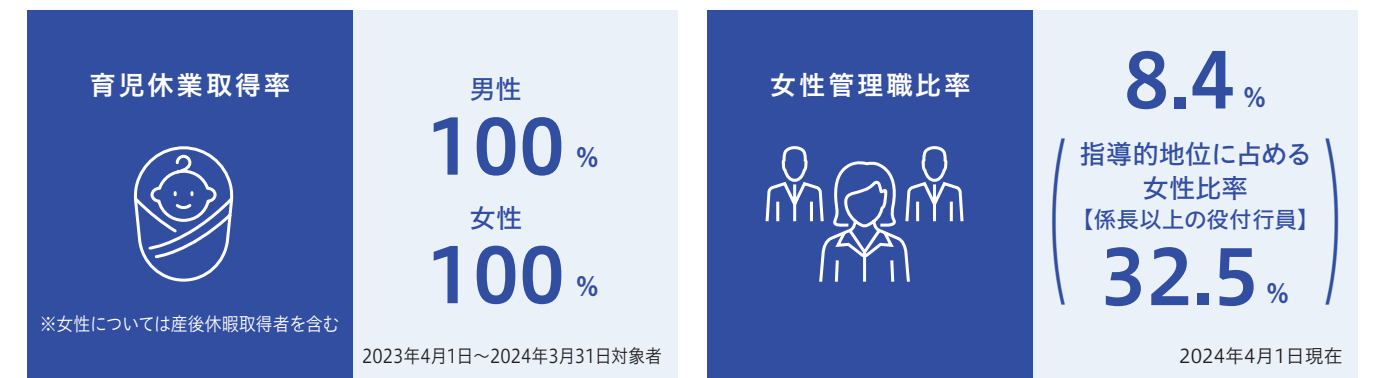 育児休業取得率
※女性については産後休暇取得者を含む
男性
100 %
女性
100 %
2023年4月1日～2024年3月31日対象者
女性管理職比率
8.4 %
指導的地位に占める
女性比率
【係長以上の役付行員】
32.5 %
2024年4月1日現在